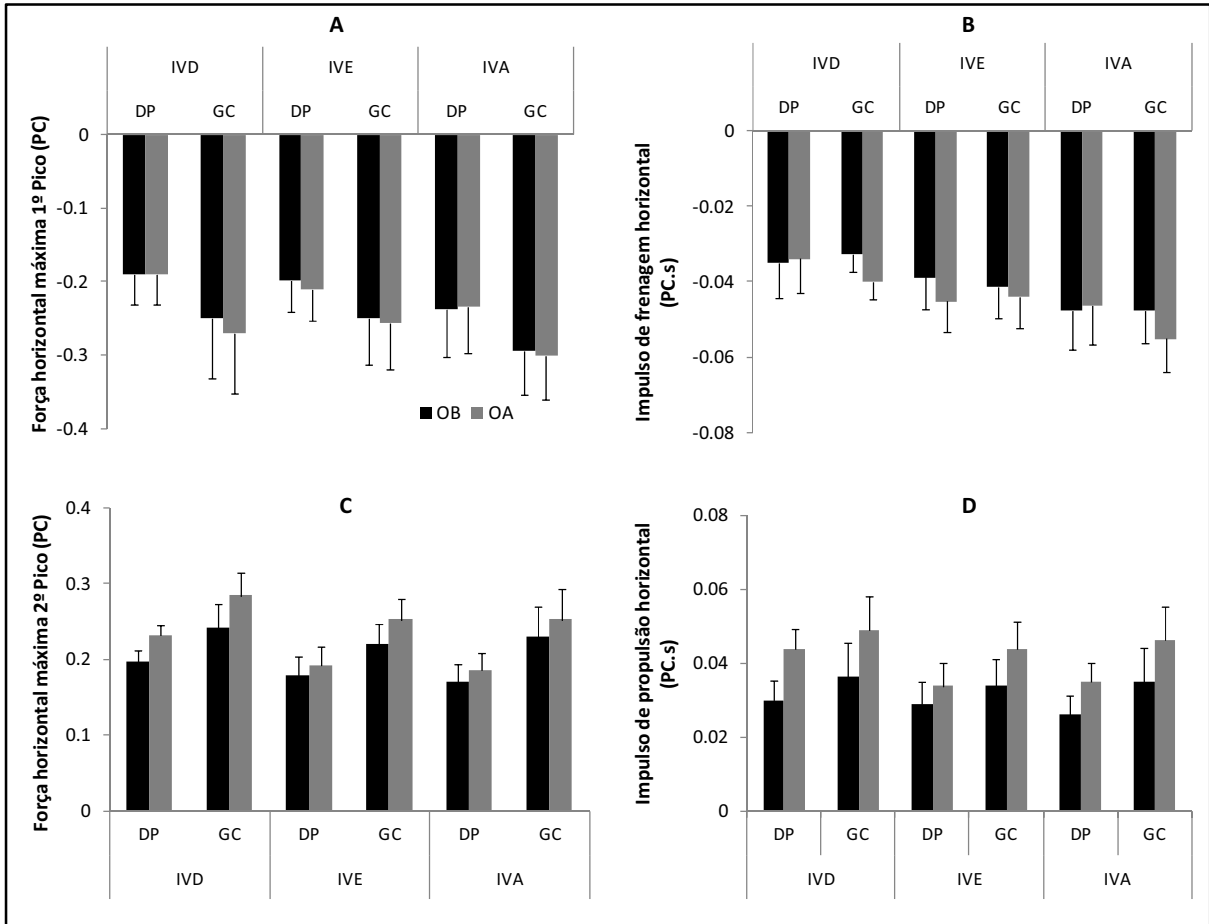 A
IVD IVE IVA
DP GC DP GC DP GC
0
-0.1
-0.2
-0.3
-0.4
Força horizontal máxima 1º Pico (PC)
OB OA
B
IVD IVE IVA
DP GC DP GC DP GC
0
-0.02
-0.04
-0.06
-0.08
Impulso de frenagem horizontal
(PC.s)
C
0.4
0.3
0.2
0.1
0
Força horizontal máxima 2º Pico (PC)
DP GC DP GC DP GC
IVD IVE IVA
D
0.08
0.06
0.04
0.02
0
Impulso de propulsão horizontal
(PC.s)
DP GC DP GC DP GC
IVD IVE IVA